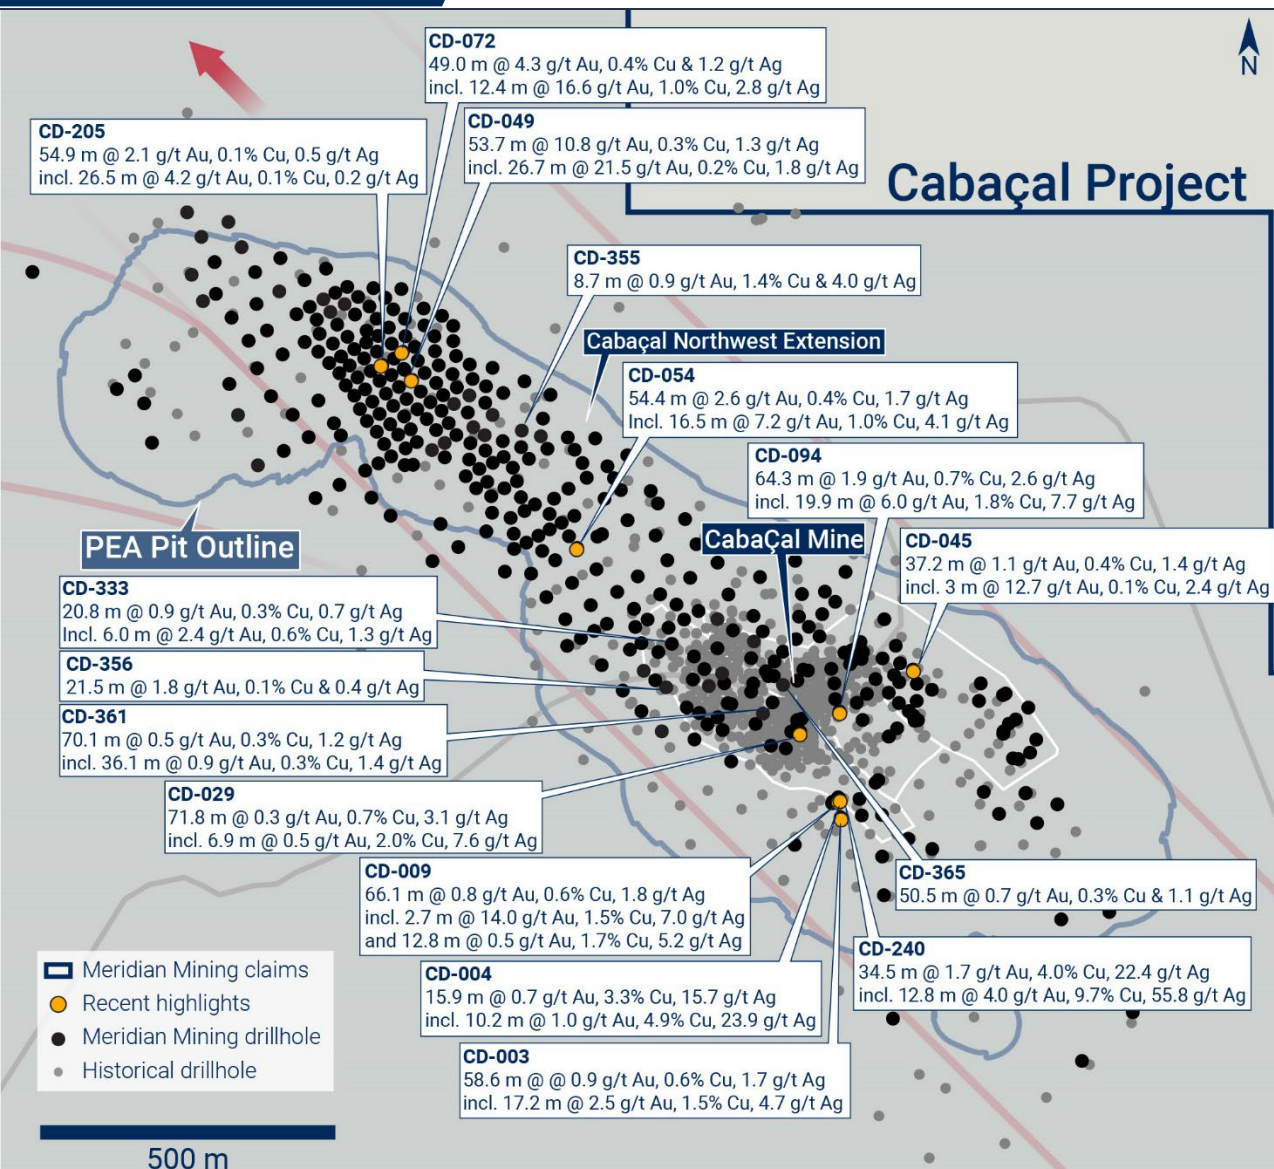 CD-072
49.0 m @ 4.3 g/t Au, 0.4% Cu & 1.2 g/t Ag
incl. 12.4 m @ 16.6 g/t Au, 1.0% Cu, 2.8 g/t Ag
N
CD-049
53.7 m @ 10.8 g/t Au, 0.3% Cu, 1.3 g/t Ag
incl. 26.7 m @ 21.5 g/t Au, 0.2% Cu, 1.8 g/t Ag
CD-205
54.9 m @ 2.1 g/t Au, 0.1% Cu, 0.5 g/t Ag
incl. 26.5 m @ 4.2 g/t Au, 0.1% Cu, 0.2 g/t Ag
Cabaçal Project
CD-355
8.7 m @ 0.9 g/t Au, 1.4% Cu & 4.0 g/t Ag
Cabaçal Northwest Extension
CD-054
54.4 m @ 2.6 g/t Au, 0.4% Cu, 1.7 g/t Ag
Incl. 16.5 m @ 7.2 g/t Au, 1.0% Cu, 4.1 g/t Ag
CD-094
64.3 m @ 1.9 g/t Au, 0.7% Cu, 2.6 g/t Ag
incl. 19.9 m @ 6.0 g/t Au, 1.8% Cu, 7.7 g/t Ag
CabaÇal Mine
CD-045
37.2 m @ 1.1 g/t Au, 0.4% Cu, 1.4 g/t Ag
incl. 3 m @ 12.7 g/t Au, 0.1% Cu, 2.4 g/t Ag
PEA Pit Outline
CD-333
20.8 m @ 0.9 g/t Au, 0.3% Cu, 0.7 g/t Ag
Incl. 6.0 m @ 2.4 g/t Au, 0.6% Cu, 1.3 g/t Ag
CD-356
21.5 m @ 1.8 g/t Au, 0.1% Cu & 0.4 g/t Ag
CD-361
70.1 m @ 0.5 g/t Au, 0.3% Cu, 1.2 g/t Ag
incl. 36.1 m @ 0.9 g/t Au, 0.3% Cu, 1.4 g/t Ag
CD-029
71.8 m @ 0.3 g/t Au, 0.7% Cu, 3.1 g/t Ag
incl. 6.9 m @ 0.5 g/t Au, 2.0% Cu, 7.6 g/t Ag
CD-009
66.1 m @ 0.8 g/t Au, 0.6% Cu, 1.8 g/t Ag
incl. 2.7 m @ 14.0 g/t Au, 1.5% Cu, 7.0 g/t Ag
and 12.8 m @ 0.5 g/t Au, 1.7% Cu, 5.2 g/t Ag
CD-365
50.5 m @ 0.7 g/t Au, 0.3% Cu & 1.1 g/t Ag
CD-240
34.5 m @ 1.7 g/t Au, 4.0% Cu, 22.4 g/t Ag
incl. 12.8 m @ 4.0 g/t Au, 9.7% Cu, 55.8 g/t Ag
CD-004
15.9 m @ 0.7 g/t Au, 3.3% Cu, 15.7 g/t Ag
incl. 10.2 m @ 1.0 g/t Au, 4.9% Cu, 23.9 g/t Ag
CD-003
58.6 m @ @ 0.9 g/t Au, 0.6% Cu, 1.7 g/t Ag
incl. 17.2 m @ 2.5 g/t Au, 1.5% Cu, 4.7 g/t Ag
Meridian Mining claims
Recent highlights
Meridian Mining drillhole
Historical drillhole
500 m